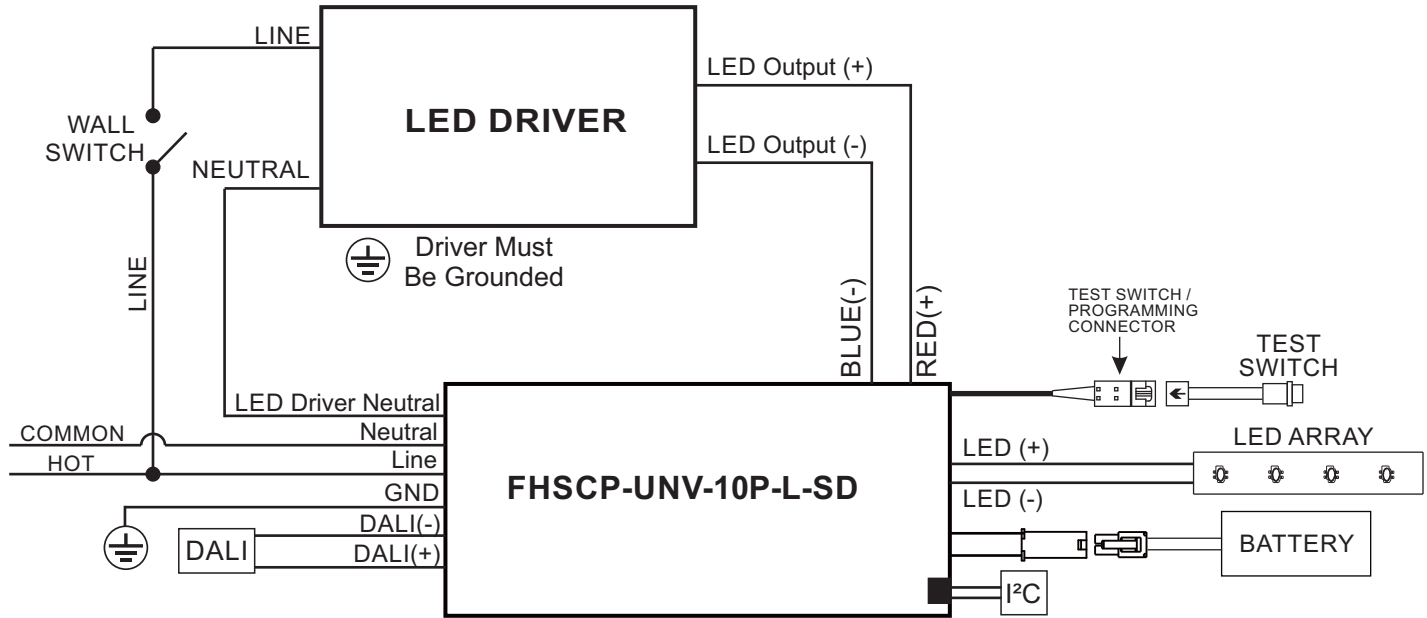 LINE
LED Output (+)
LED DRIVER
WALL
SWITCH
LED Output (-)
NEUTRAL
Driver Must
Be Grounded
LINE
BLUE(-)
RED(+)
TEST SWITCH /
PROGRAMMING
CONNECTOR
TEST
SWITCH
LED Driver Neutral
COMMON
Neutral
HOT
Line
LED (+)
LED ARRAY
GND
FHSCP-UNV-10P-L-SD
LED (-)
DALI(-)
DALI
DALI(+)
BATTERY
I²C